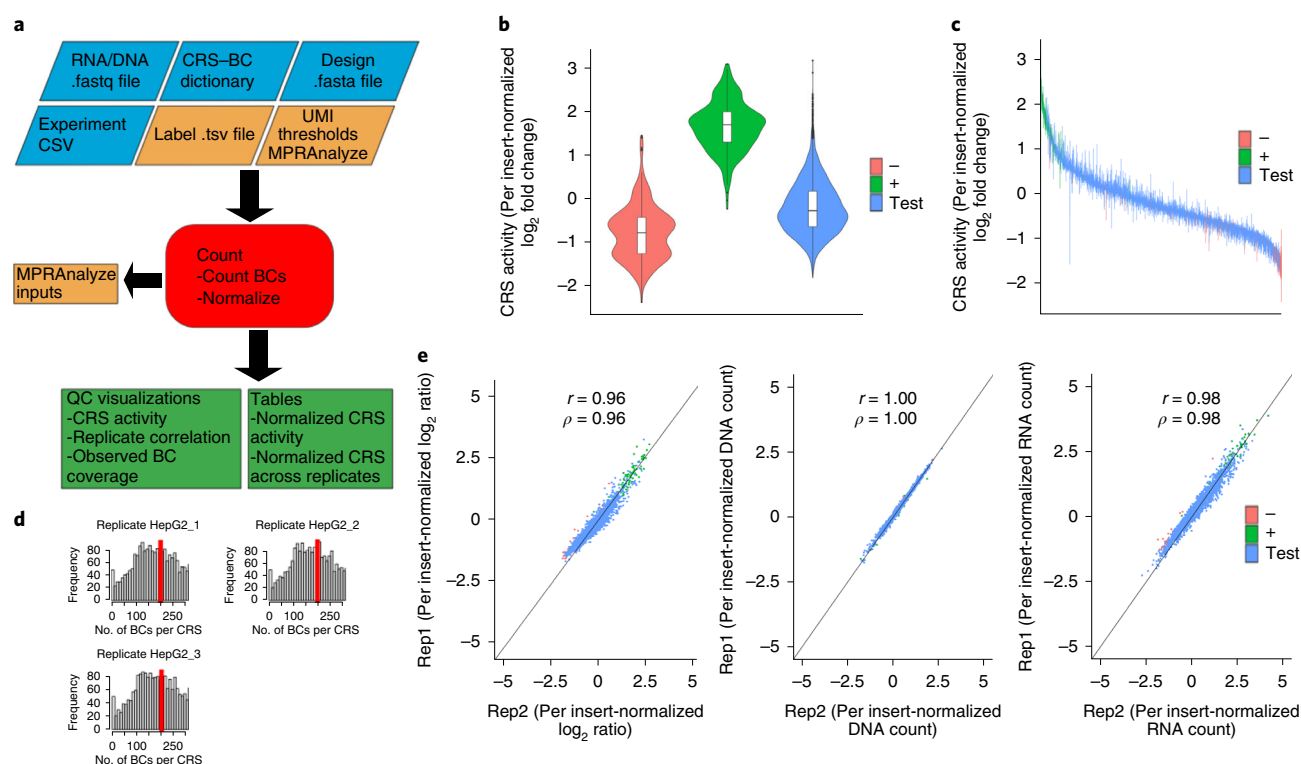 a
RNA/DNA
.fastq file
CRS–BC
dictionary
Design
.fasta file
Experiment
CSV
Label .tsv file
UMI
thresholds
MPRAnalyze
Count
-Count BCs
-Normalize
MPRAnalyze
inputs
QC visualizations
-CRS activity
-Replicate correlation
-Observed BC
coverage
Tables
-Normalized CRS
activity
-Normalized CRS
across replicates
b
CRS activity (Per insert-normalized
log2 fold change)
3
2
1
0
−1
−2
−
+
Test
c
CRS activity (Per insert-normalized
log2 fold change)
3
2
1
0
−1
−2
−
+
Test
d
Replicate HepG2_1
Frequency
80
60
40
20
0
0 100 250
No. of BCs per CRS
Replicate HepG2_2
Frequency
80
60
40
20
0
0 100 250
No. of BCs per CRS
Replicate HepG2_3
Frequency
80
60
40
20
0
0 100 250
No. of BCs per CRS
e
Rep1 (Per insert-normalized log2 ratio)
5
2.5
0
−2.5
−5
r = 0.96
ρ = 0.96
−5 −2.5 0 2.5 5
Rep2 (Per insert-normalized
log2 ratio)
Rep1 (Per insert-normalized DNA count)
5
2.5
0
−2.5
−5
r = 1.00
ρ = 1.00
−5 −2.5 0 2.5 5
Rep2 (Per insert-normalized
DNA count)
Rep1 (Per insert-normalized RNA count)
5
2.5
0
−2.5
−5
r = 0.98
ρ = 0.98
−5 −2.5 0 2.5 5
Rep2 (Per insert-normalized
RNA count)
−
+
Test